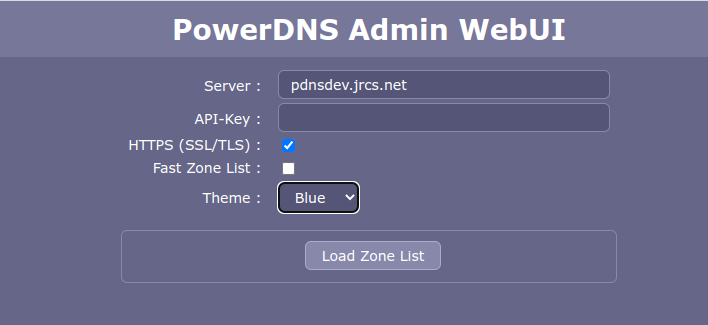 PowerDNS Admin WebUI
Server : pdnsdev.jrcs.net
API-Key :
HTTPS (SSL/TLS) :
Fast Zone List :
Theme : Blue
Load Zone List